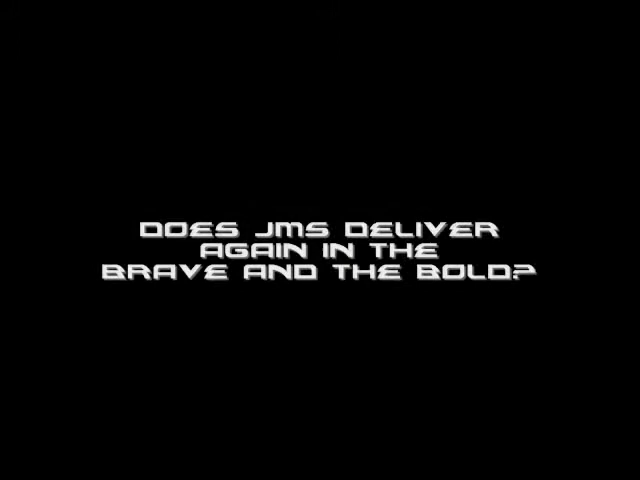 DOES JMS DELIVER
AGAIN IN THE
BRAVE AND THE BOLD?